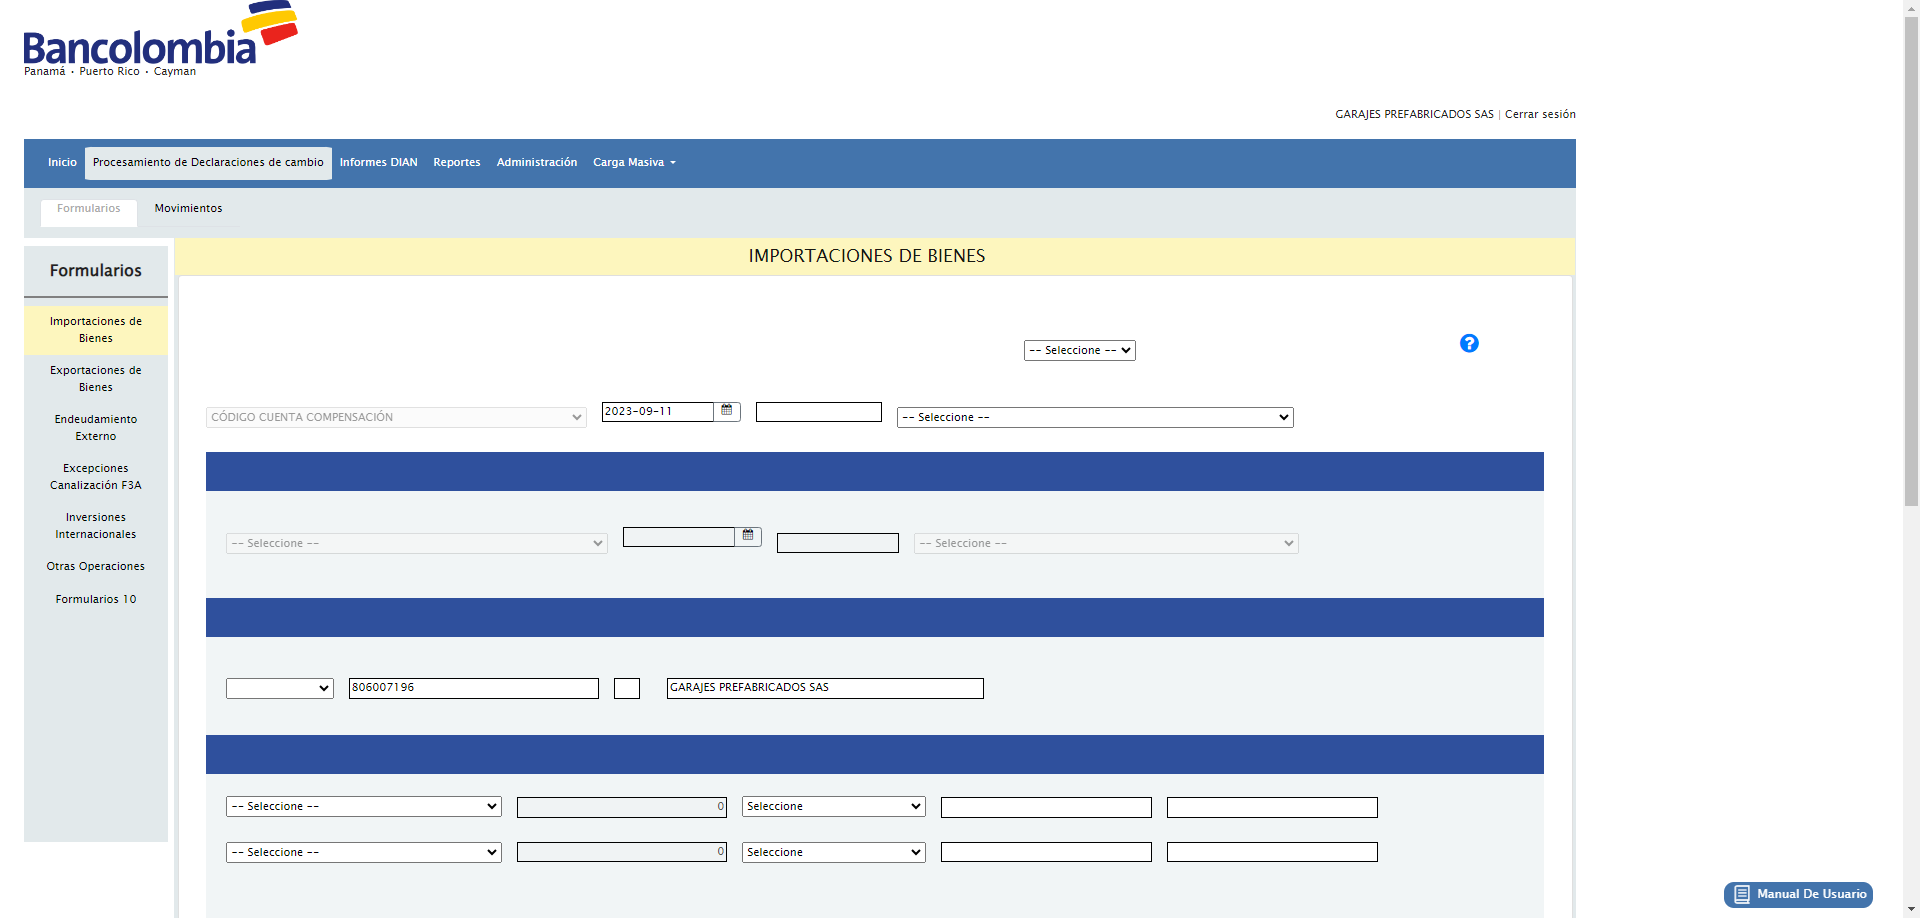 Bancolombia
Panamá • Puerto Rico • Cayman
GARAJES PREFABRICADOS SAS | Cerrar sesión
Inicio Procesamiento de Declaraciones de cambio Informes DIAN Reportes Administración Carga Masiva
Formularios Movimientos
Formularios
IMPORTACIONES DE BIENES
Importaciones de
Bienes
Exportaciones de
Bienes
Endeudamiento
Externo
Excepciones
Canalización F3A
Inversiones
Internacionales
Otras Operaciones
Formularios 10
-- Seleccione -- ?
CÓDIGO CUENTA COMPENSACIÓN 2023-09-11 -- Seleccione --
-- Seleccione -- -- Seleccione --
806007196 GARAJES PREFABRICADOS SAS
-- Seleccione -- 0 Seleccione
-- Seleccione -- 0 Seleccione
Manual De Usuario